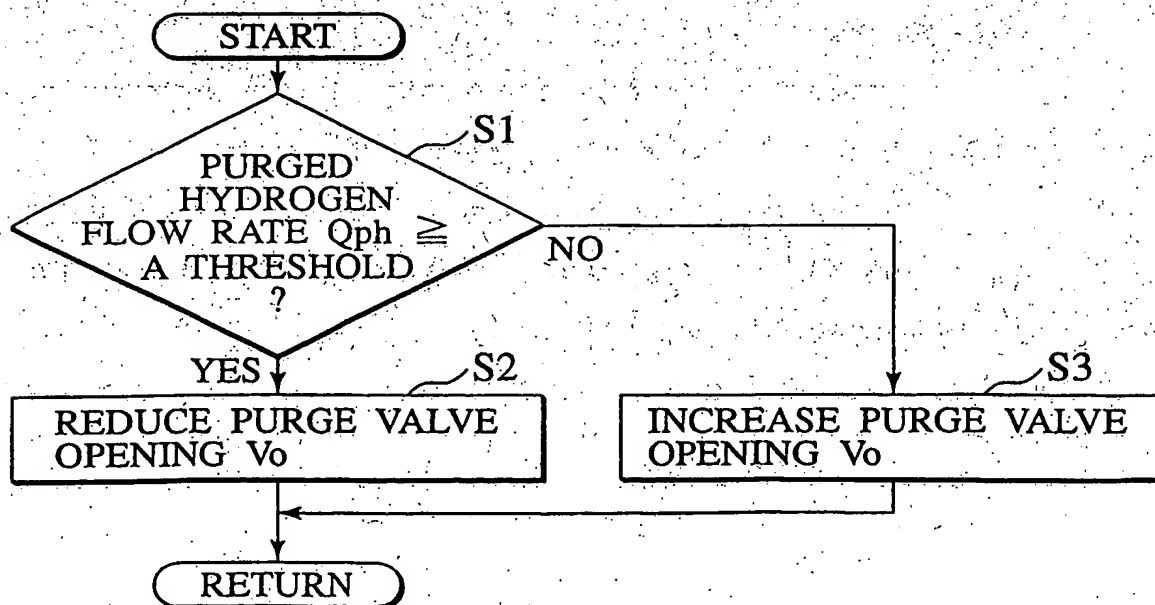 START
S1
PURGED
HYDROGEN
FLOW RATE Qph ≧
A THRESHOLD
?
NO
YES
S2
REDUCE PURGE VALVE
OPENING Vo
S3
INCREASE PURGE VALVE
OPENING Vo
RETURN